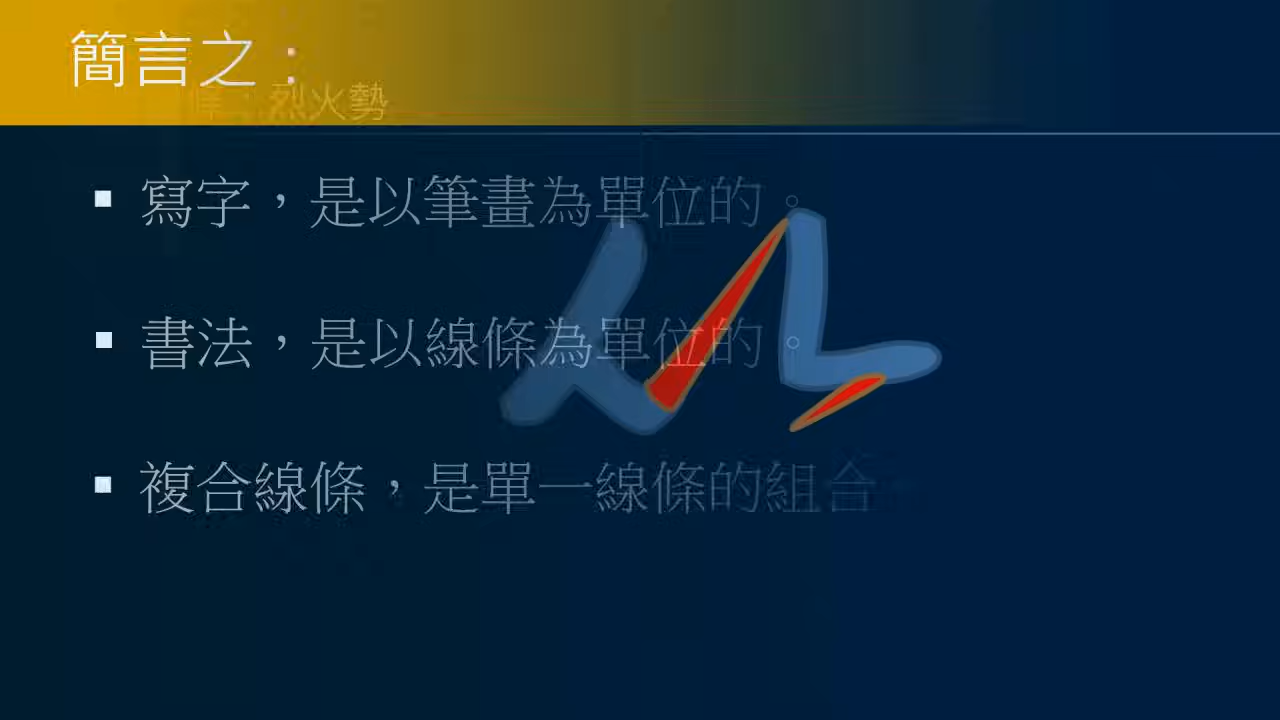 簡言之：
烈火勢
寫字，是以筆畫為單位的。
書法，是以線條為單位的。
複合線條，是單一線條的組合